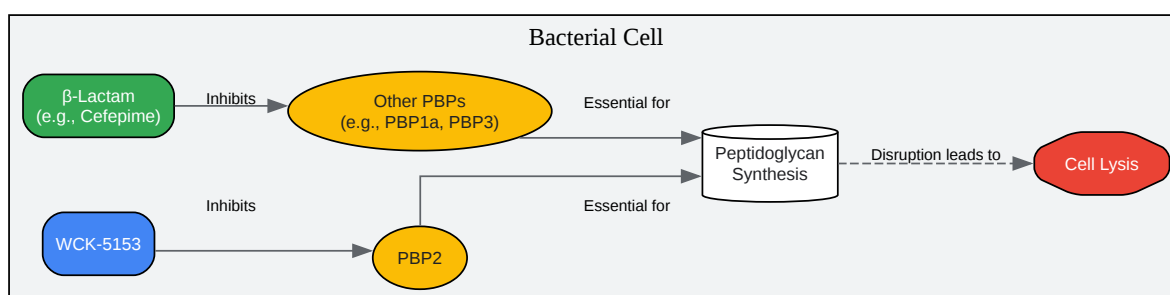 Bacterial Cell
β-Lactam
(e.g., Cefepime)
Inhibits
Other PBPs
(e.g., PBP1a, PBP3)
Essential for
Peptidoglycan
Synthesis
Disruption leads to
Cell Lysis
WCK-5153
Inhibits
PBP2
Essential for